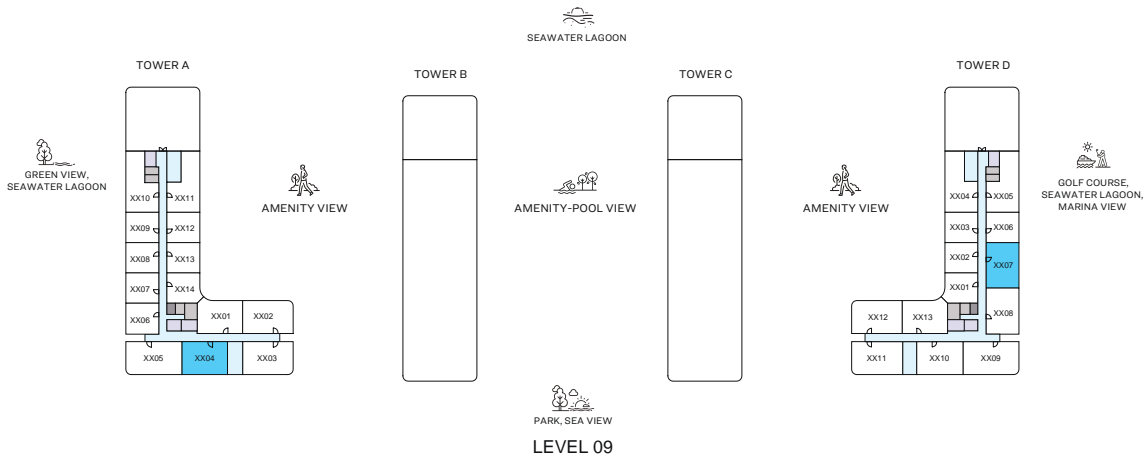 SEAWATER LAGOON
TOWER A
TOWER B
TOWER C
TOWER D
GREEN VIEW,
SEAWATER LAGOON
AMENITY VIEW
AMENITY-POOL VIEW
AMENITY VIEW
GOLF COURSE,
SEAWATER LAGOON,
MARINA VIEW
XX10
XX11
XX09
XX12
XX08
XX13
XX07
XX14
XX06
XX01
XX02
XX05
XX04
XX03
XX04
XX05
XX03
XX06
XX02
XX07
XX01
XX12
XX13
XX08
XX11
XX10
XX09
PARK, SEA VIEW
LEVEL 09